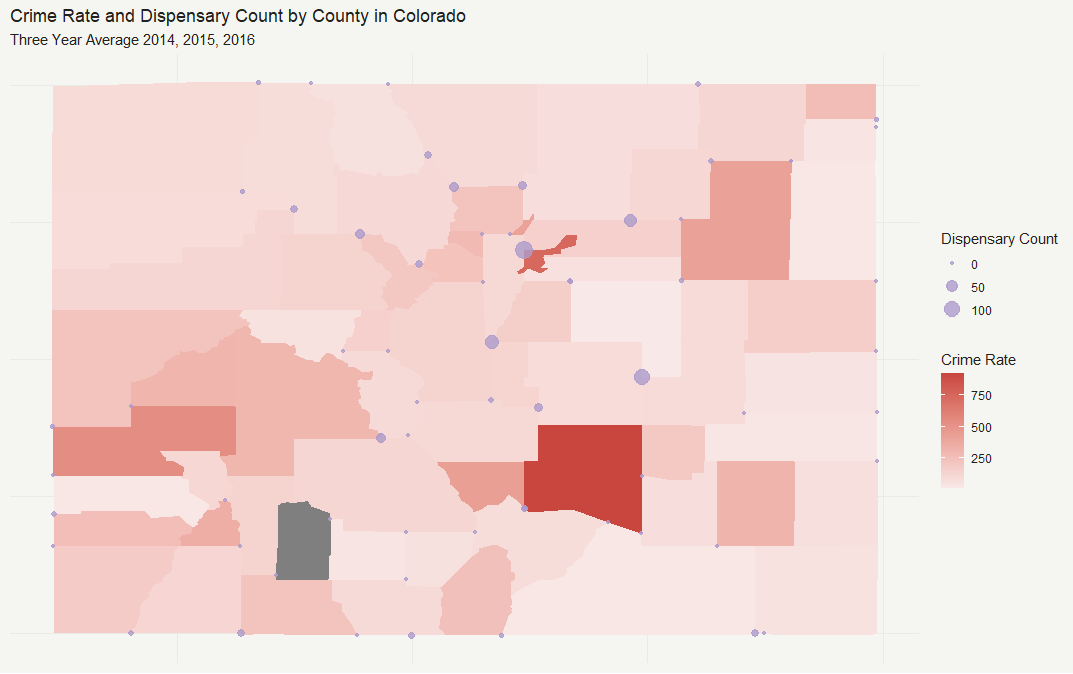 Crime Rate and Dispensary Count by County in Colorado
Three Year Average 2014, 2015, 2016
Dispensary Count
0
50
100
Crime Rate
750
500
250